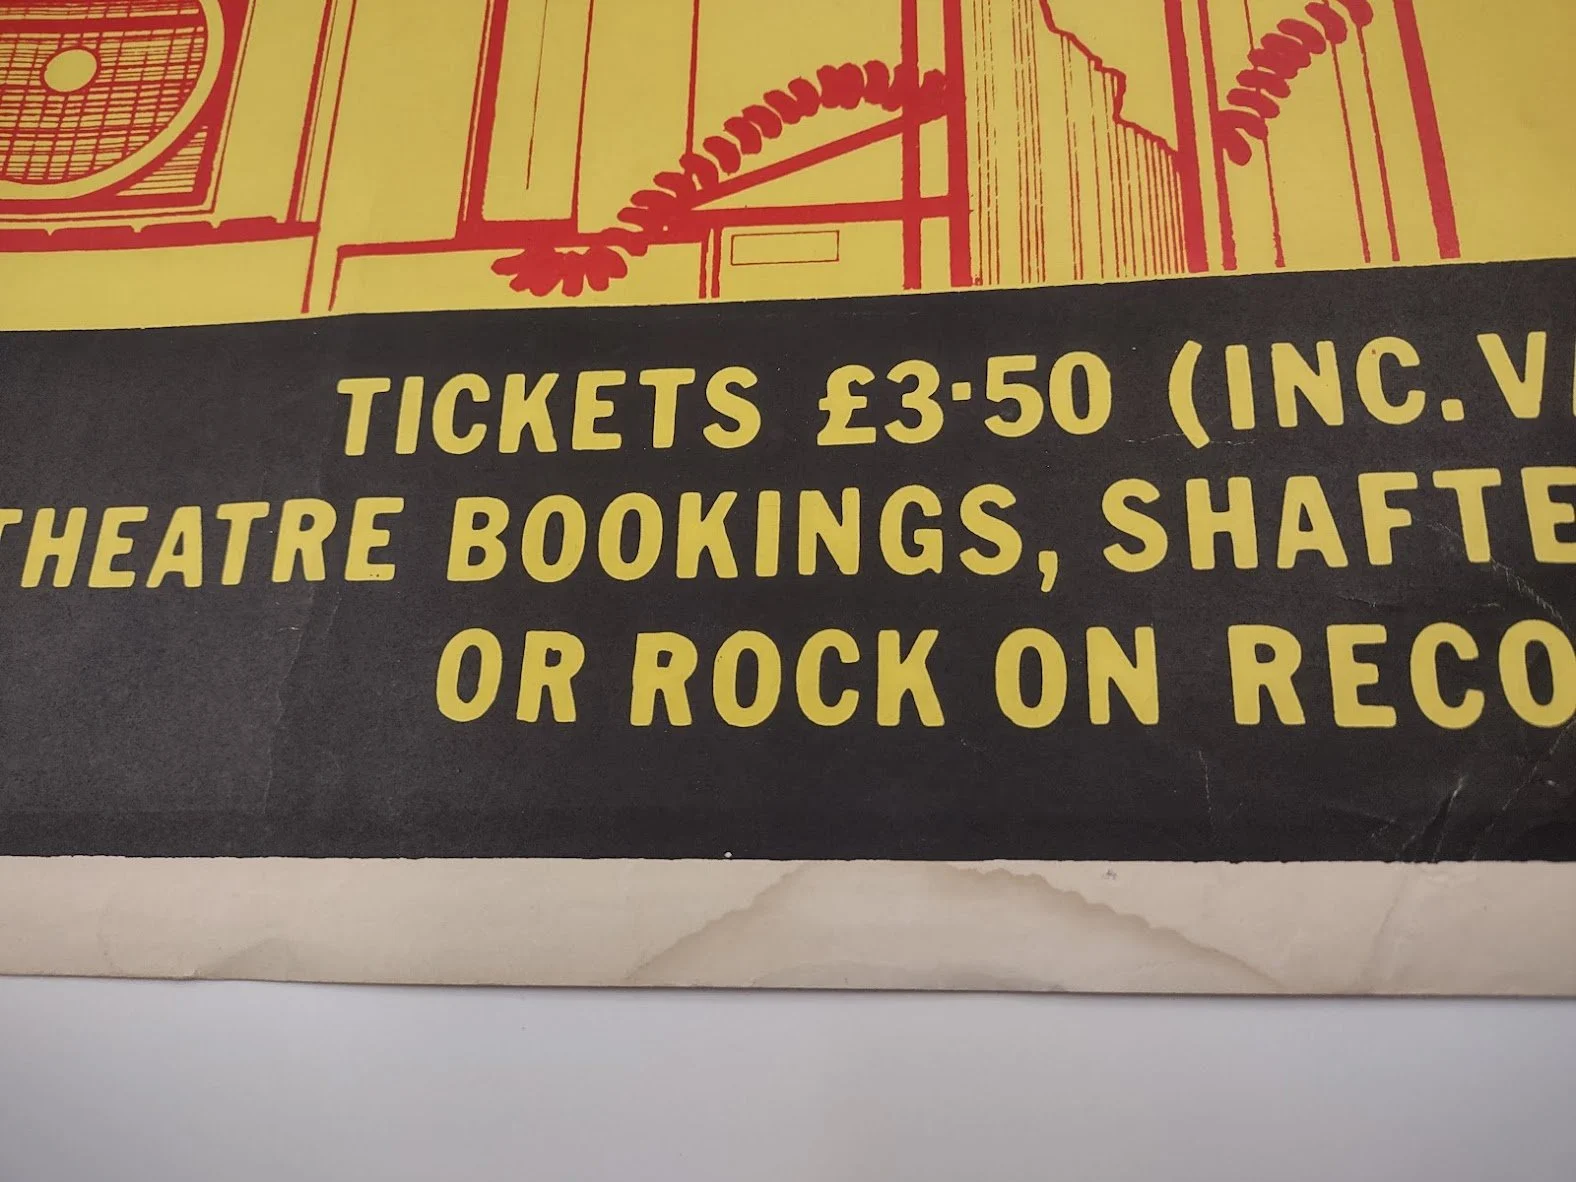 TICKETS £3·50 (INC. V
THEATRE BOOKINGS, SHAFTE
OR ROCK ON RECO